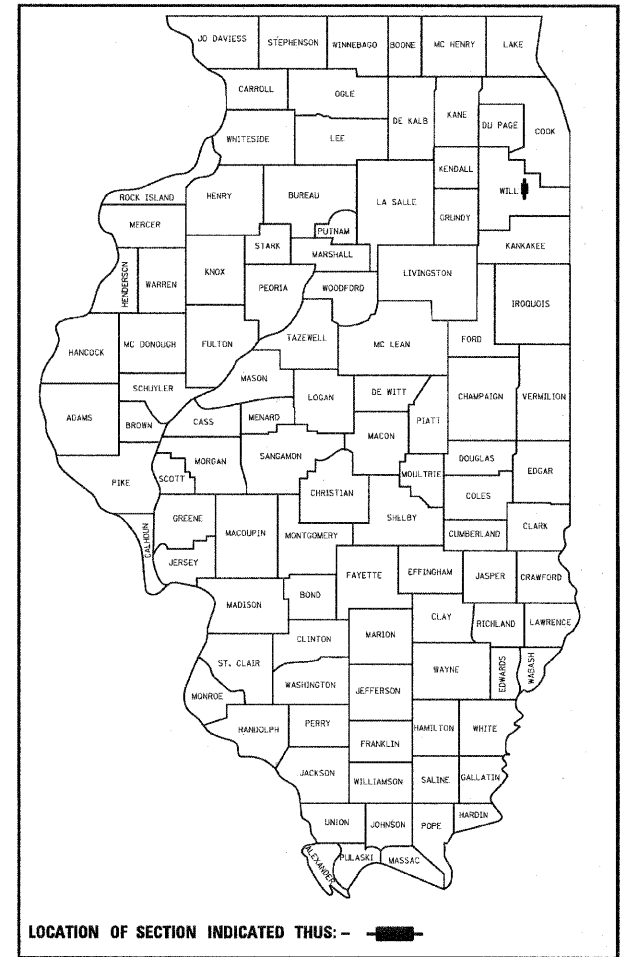 JO DAVIESS STEPHENSON WINNEBAGO BOONE MC HENRY LAKE
CARROLL OGLE DE KALB KANE DU PAGE COOK
WHITESIDE LEE
KENDALL
WILL
ROCK ISLAND HENRY BUREAU LA SALLE GRUNDY
MERCER PUTNAM
STARK MARSHALL KANKAKEE
HENDERSON WARREN KNOX PEORIA WOODFORD LIVINGSTON IROQUOIS
HANCOCK MC DONOUGH FULTON TAZEWELL MC LEAN FORD
SCHUYLER MASON LOGAN DE WITT CHAMPAIGN VERMILION
ADAMS BROWN CASS MENARD MACON PIATT
PIKE SCOTT MORGAN SANGAMON MOULTRIE DOUGLAS EDGAR
CHRISTIAN COLES
CALHOUN GREENE MACOUPIN MONTGOMERY SHELBY CUMBERLAND CLARK
JERSEY
FAYETTE EFFINGHAM JASPER CRAWFORD
MADISON BOND
CLINTON MARION CLAY RICHLAND LAWRENCE
ST. CLAIR WAYNE EDWARDS WABASH
MONROE WASHINGTON JEFFERSON
RANDOLPH PERRY FRANKLIN HAMILTON WHITE
JACKSON WILLIAMSON SALINE GALLATIN
UNION JOHNSON POPE HARDIN
ALEXANDER PULASKI MASSAC
LOCATION OF SECTION INDICATED THUS: –